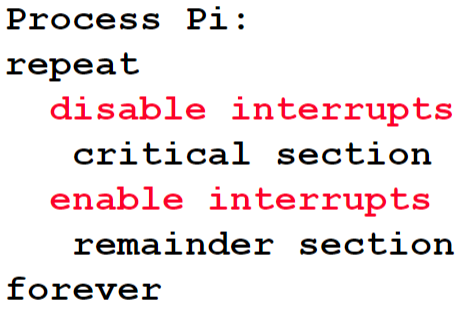 Process Pi:
repeat
disable interrupts
critical section
enable interrupts
remainder section
forever